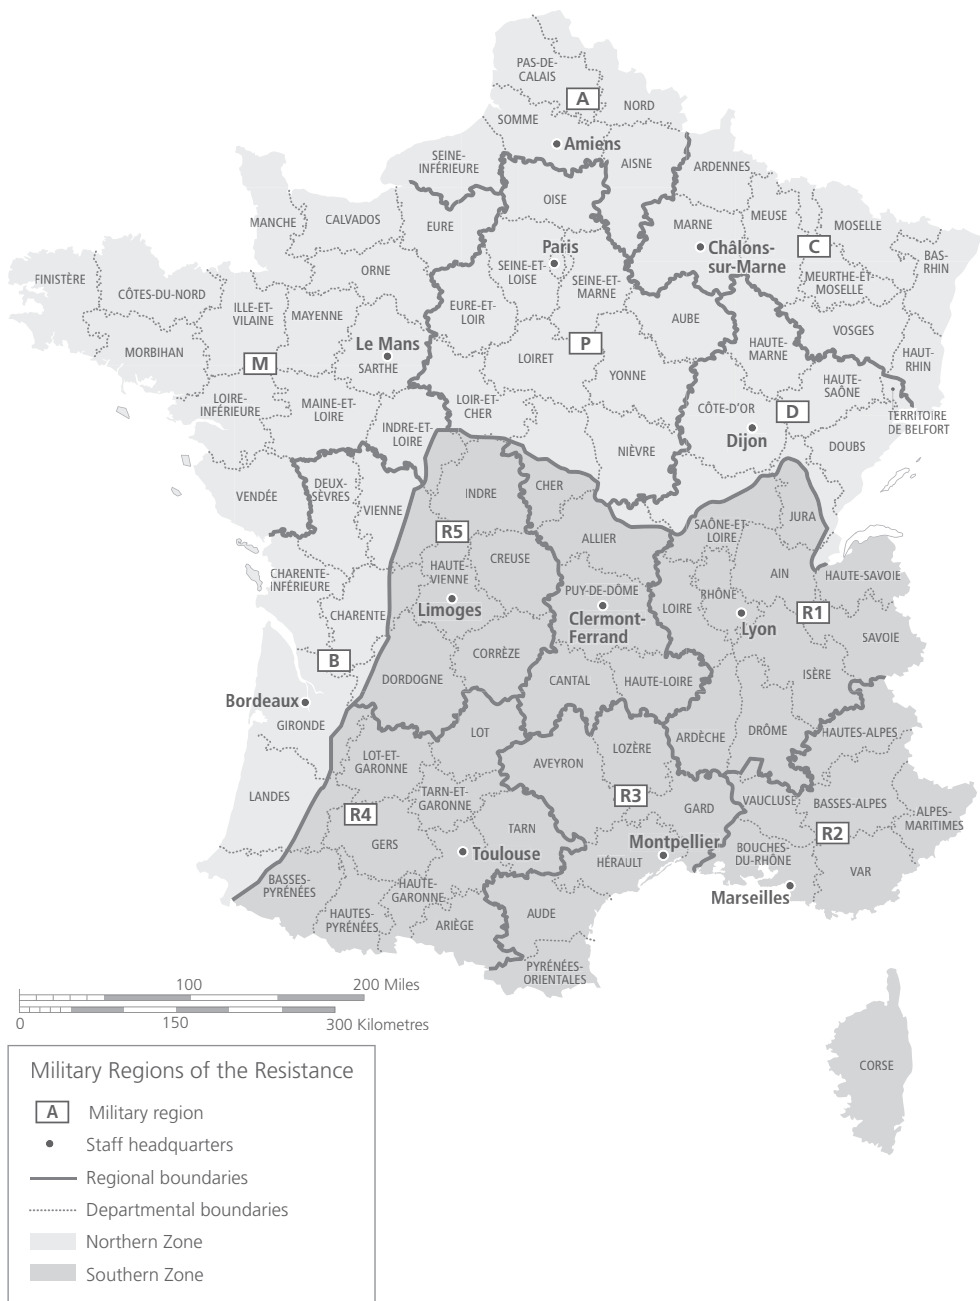 PAS-DE-
CALAIS
A
NORD
SOMME
Amiens
SEINE-
INFÉRIEURE
AISNE
ARDENNES
OISE
MANCHE
CALVADOS
EURE
MARNE
MEUSE
MOSELLE
Paris
Châlons-
sur-Marne
C
BAS-
RHIN
FINISTÈRE
CÔTES-DU-NORD
ORNE
SEINE-ET-
LOISE
SEINE-ET-
MARNE
MEURTHE-ET-
MOSELLE
ILLE-ET-
VILAINE
MAYENNE
EURE-ET-
LOIR
AUBE
VOSGES
MORBIHAN
Le Mans
SARTHE
M
LOIRET
P
YONNE
HAUTE-
MARNE
HAUT-
RHIN
LOIRE-
INFÉRIEURE
MAINE-ET-
LOIRE
LOIR-ET-
CHER
CÔTE-D’OR
D
HAUTE-
SAÔNE
TERRITOIRE
DE BELFORT
INDRE-ET-
LOIRE
NIÈVRE
Dijon
DOUBS
VENDÉE
DEUX-
SÈVRES
VIENNE
INDRE
CHER
R5
ALLIER
SAÔNE-ET-
LOIRE
JURA
CHARENTE-
INFÉRIEURE
HAUTE
VIENNE
CREUSE
PUY-DE-DÔME
AIN
HAUTE-SAVOIE
CHARENTE
Limoges
Clermont-
Ferrand
LOIRE
RHÔNE
Lyon
R1
SAVOIE
B
DORDOGNE
CORRÈZE
CANTAL
HAUTE-LOIRE
ISÈRE
Bordeaux
GIRONDE
LOT
ARDÈCHE
DRÔME
HAUTES-ALPES
LOT-ET-
GARONNE
AVEYRON
LOZÈRE
LANDES
TARN-ET-
GARONNE
R3
GARD
VAUCLUSE
BASSES-ALPES
ALPES-
MARITIMES
R4
GERS
TARN
Montpellier
R2
Toulouse
HÉRAULT
BOUCHES-
DU-RHÔNE
VAR
BASSES-
PYRÉNÉES
HAUTE-
GARONNE
Marseilles
HAUTES-
PYRÉNÉES
ARIÈGE
AUDE
PYRÉNÉES-
ORIENTALES
CORSE
100 200 Miles
0 150 300 Kilometres
Military Regions of the Resistance
A Military region
Staff headquarters
Regional boundaries
Departmental boundaries
Northern Zone
Southern Zone